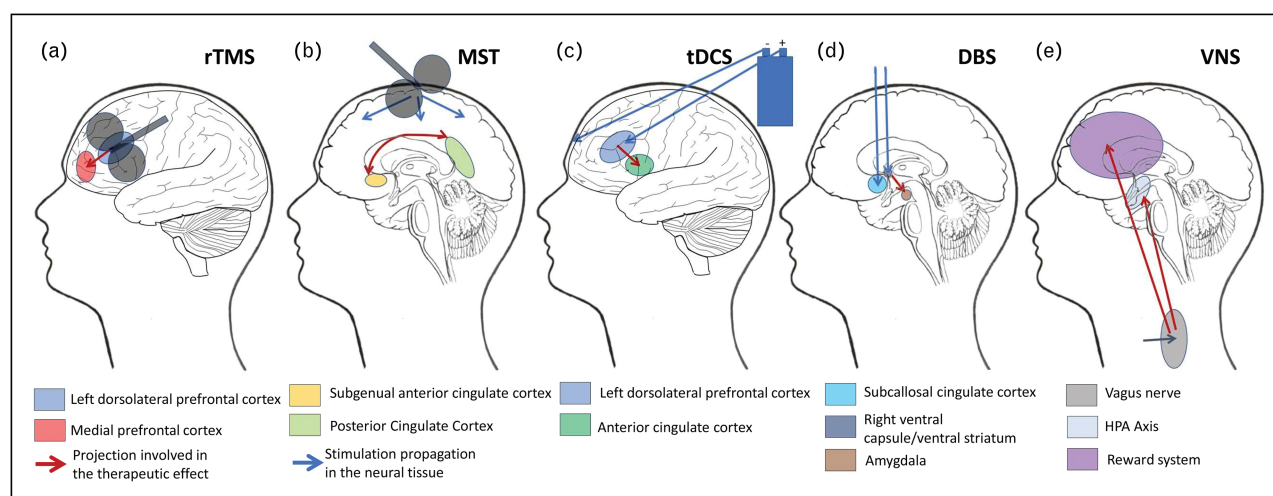 (a) rTMS
(b) MST
(c) tDCS
- +
(d) DBS
(e) VNS
Left dorsolateral prefrontal cortex
Medial prefrontal cortex
Projection involved in
the therapeutic effect
Subgenual anterior cingulate cortex
Posterior Cingulate Cortex
Stimulation propagation
in the neural tissue
Left dorsolateral prefrontal cortex
Anterior cingulate cortex
Subcallosal cingulate cortex
Right ventral
capsule/ventral striatum
Amygdala
Vagus nerve
HPA Axis
Reward system